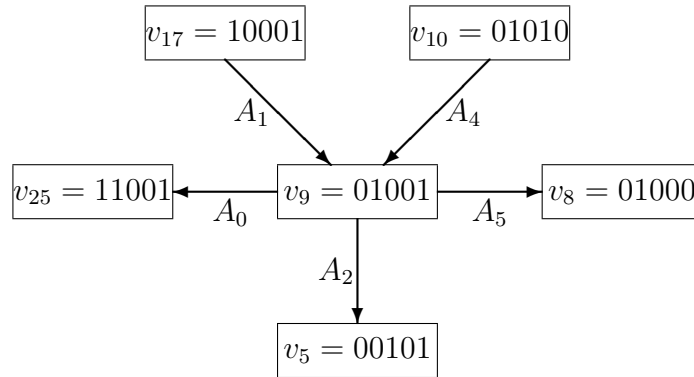 v₁₇ = 10001 v₁₀ = 01010
A₁ A₄
v₂₅ = 11001 v₉ = 01001 v₈ = 01000
A₀ A₅
A₂
v₅ = 00101